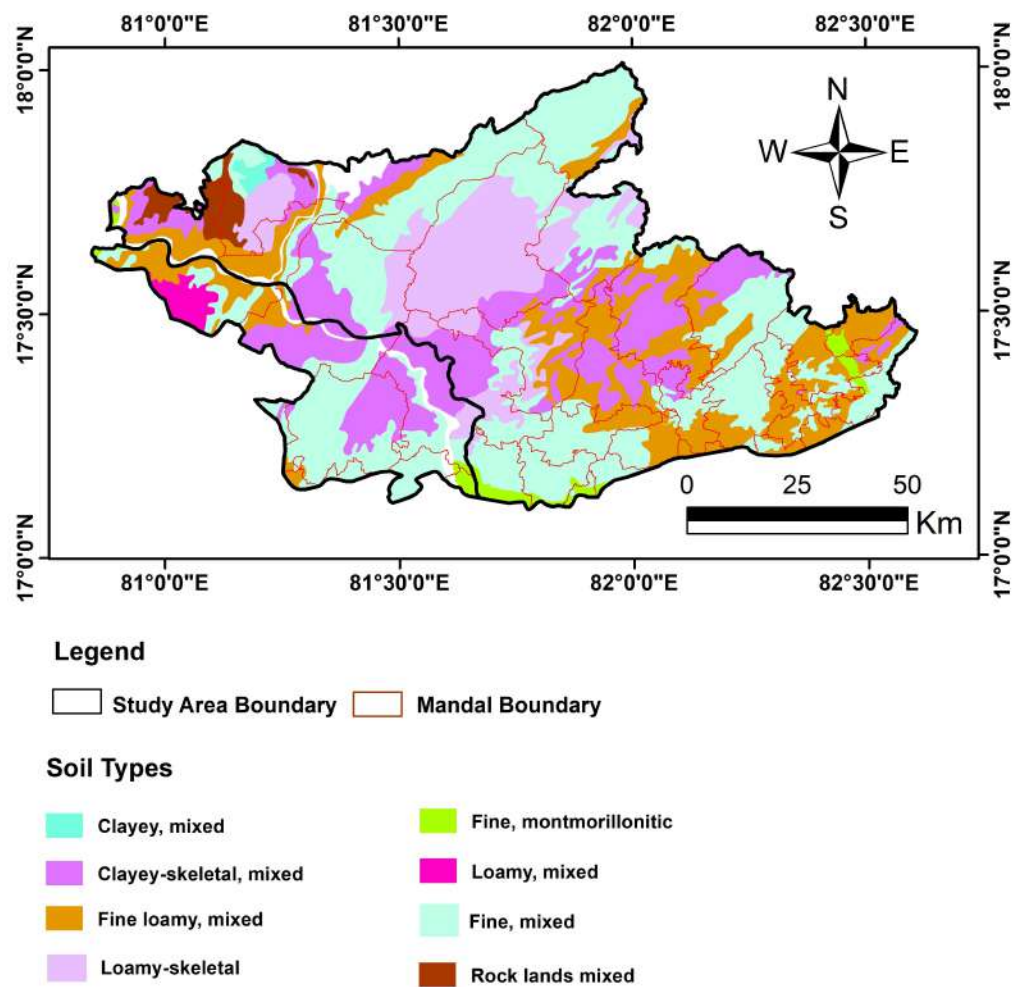 81°0'0"E 81°30'0"E 82°0'0"E 82°30'0"E
18°0'0"N 18°0'0"N
N
W E
S
17°30'0"N 17°30'0"N
0 25 50
Km
17°0'0"N 17°0'0"N
81°0'0"E 81°30'0"E 82°0'0"E 82°30'0"E
Legend
Study Area Boundary Mandal Boundary
Soil Types
Clayey, mixed Fine, montmorillonitic
Clayey-skeletal, mixed Loamy, mixed
Fine loamy, mixed Fine, mixed
Loamy-skeletal Rock lands mixed